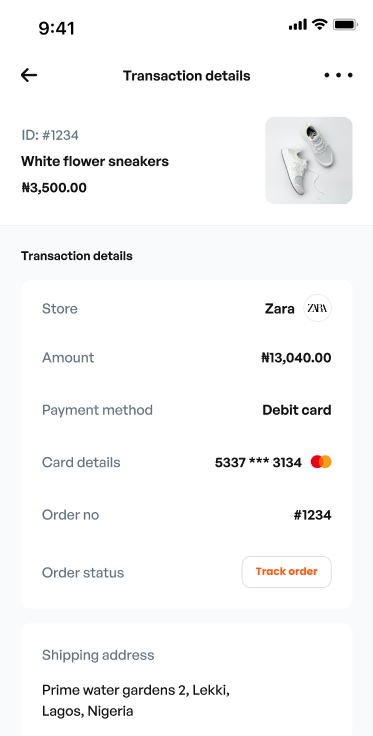 9:41
Transaction details
ID: #1234
White flower sneakers
₦3,500.00
Transaction details
Store Zara ZARA
Amount ₦13,040.00
Payment method Debit card
Card details 5337 *** 3134
Order no #1234
Order status Track order
Shipping address
Prime water gardens 2, Lekki,
Lagos, Nigeria